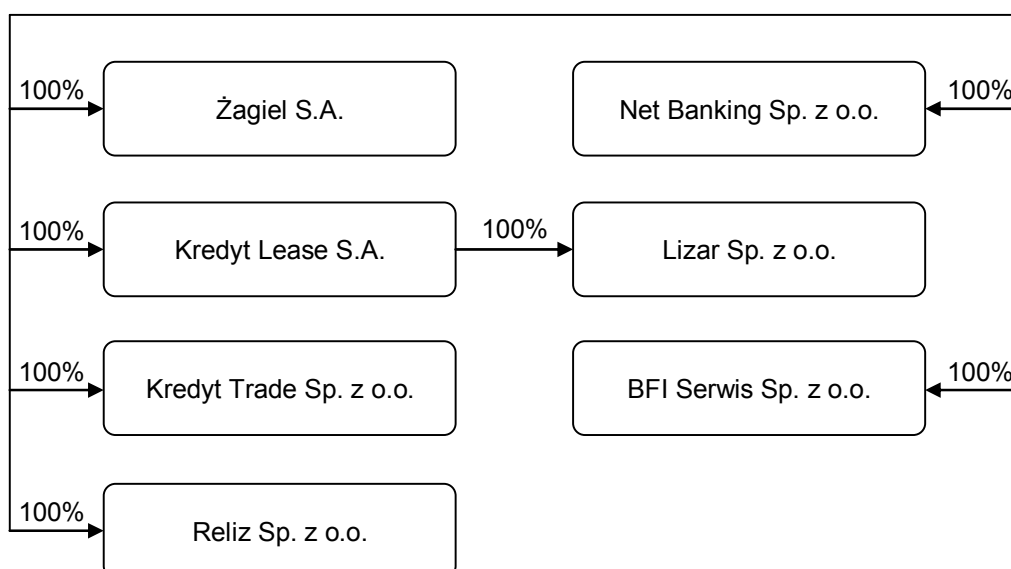 100%
Żagiel S.A.
Net Banking Sp. z o.o.
100%
100%
Kredyt Lease S.A.
100%
Lizar Sp. z o.o.
100%
Kredyt Trade Sp. z o.o.
BFI Serwis Sp. z o.o.
100%
100%
Reliz Sp. z o.o.